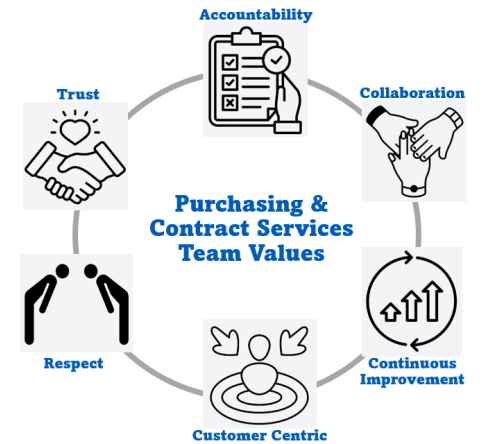 Accountability
Trust
Collaboration
Purchasing &
Contract Services
Team Values
Respect
Continuous
Improvement
Customer Centric